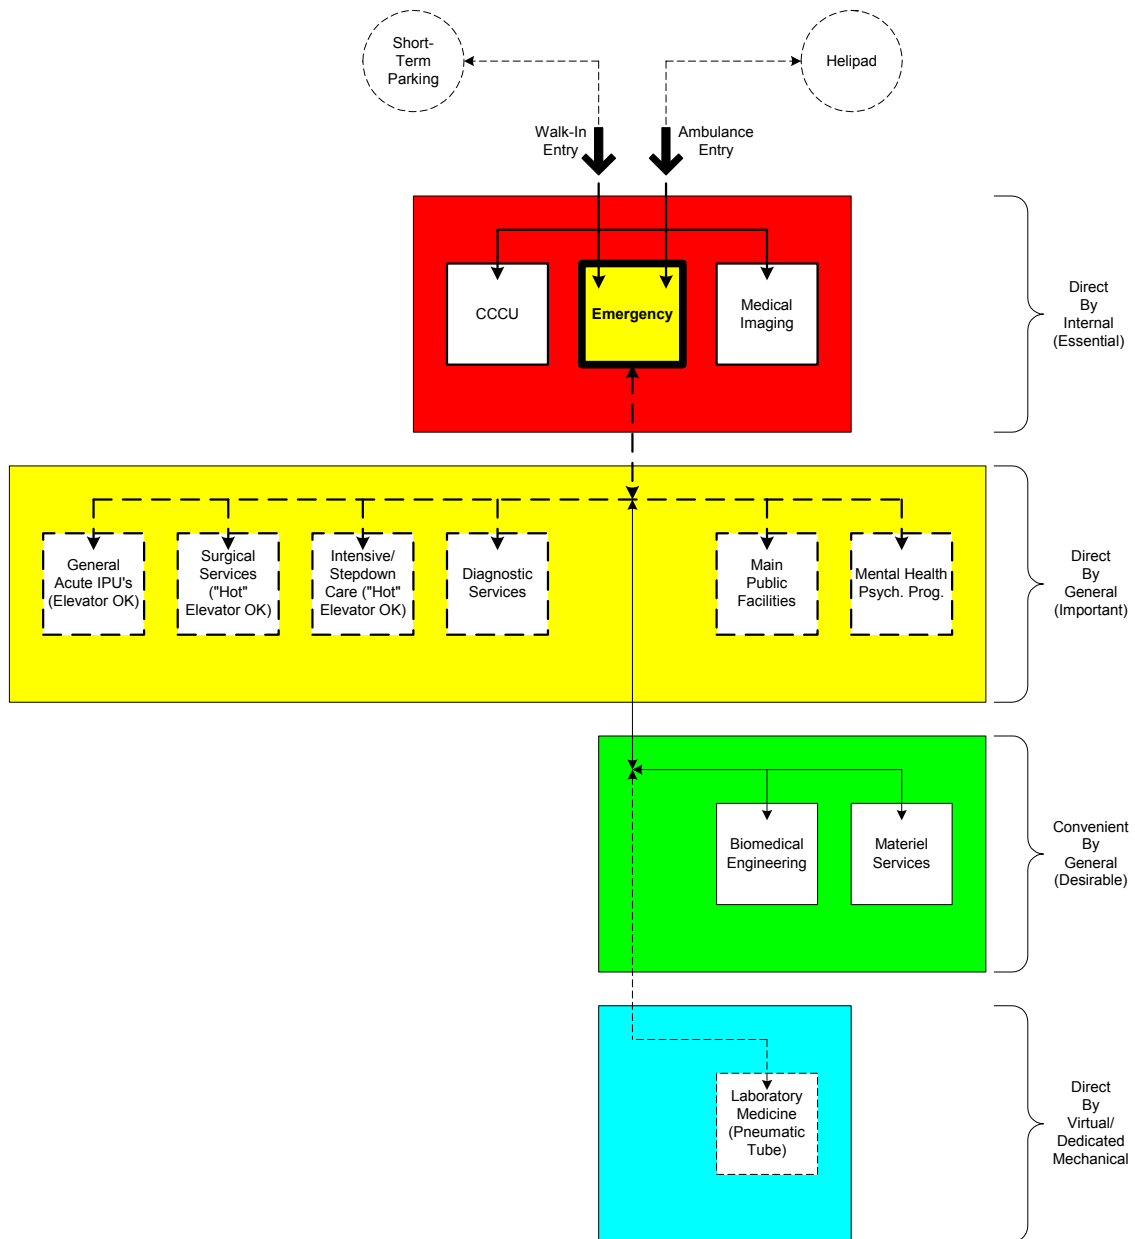 Short-
Term
Parking
Helipad
Walk-In
Entry
Ambulance
Entry
CCCU
Emergency
Medical
Imaging
Direct
By
Internal
(Essential)
General
Acute IPU's
(Elevator OK)
Surgical
Services
("Hot"
Elevator OK)
Intensive/
Stepdown
Care ("Hot"
Elevator OK)
Diagnostic
Services
Main
Public
Facilities
Mental Health
Psych. Prog.
Direct
By
General
(Important)
Biomedical
Engineering
Materiel
Services
Convenient
By
General
(Desirable)
Laboratory
Medicine
(Pneumatic
Tube)
Direct
By
Virtual/
Dedicated
Mechanical